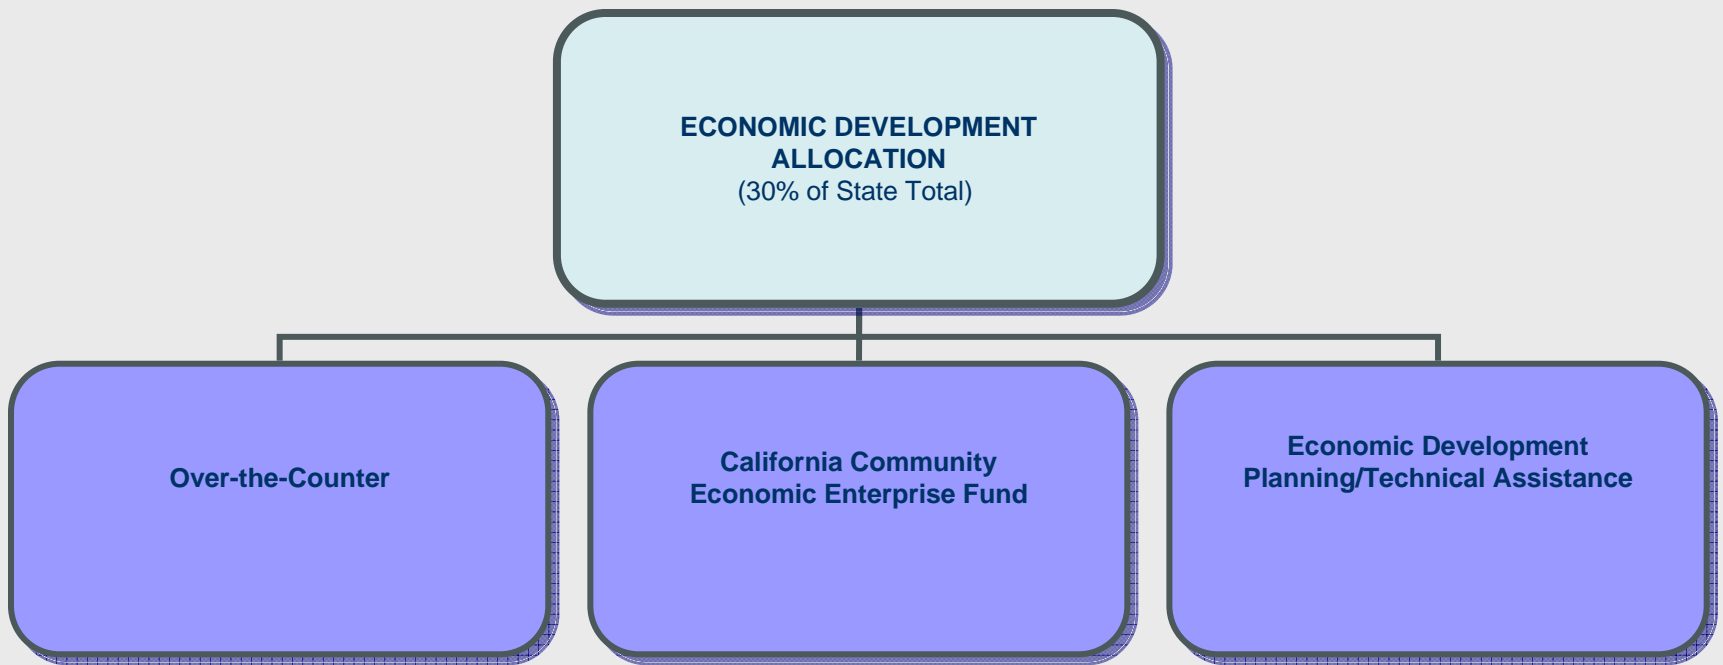 ECONOMIC DEVELOPMENT
ALLOCATION
(30% of State Total)
Over-the-Counter
California Community
Economic Enterprise Fund
Economic Development
Planning/Technical Assistance